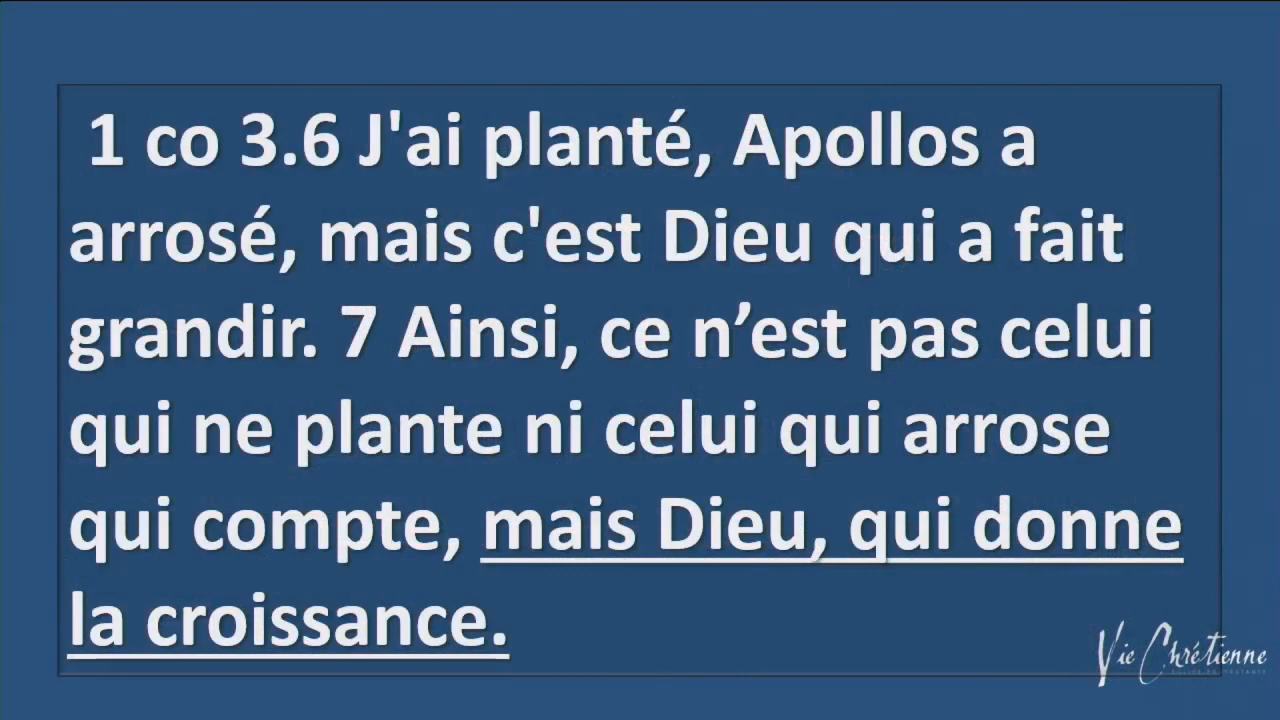 1 co 3.6 J'ai planté, Apollos a
arrosé, mais c'est Dieu qui a fait
grandir. 7 Ainsi, ce n’est pas celui
qui ne plante ni celui qui arrose
qui compte, mais Dieu, qui donne
la croissance.
Vie Chrétienne